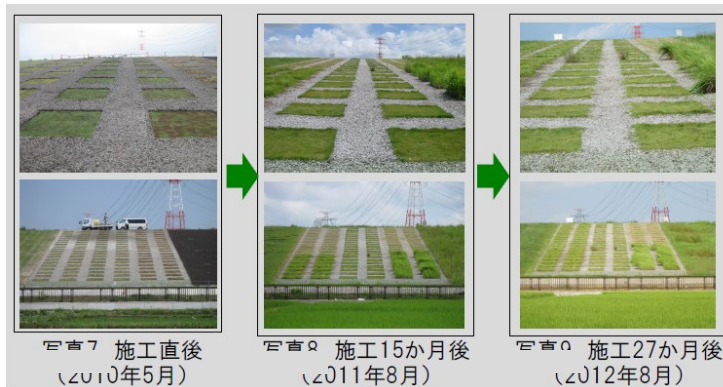 写真7 施工直後
(2010年5月)
写真8 施工15か月後
(2011年8月)
写真9 施工27か月後
(2012年8月)